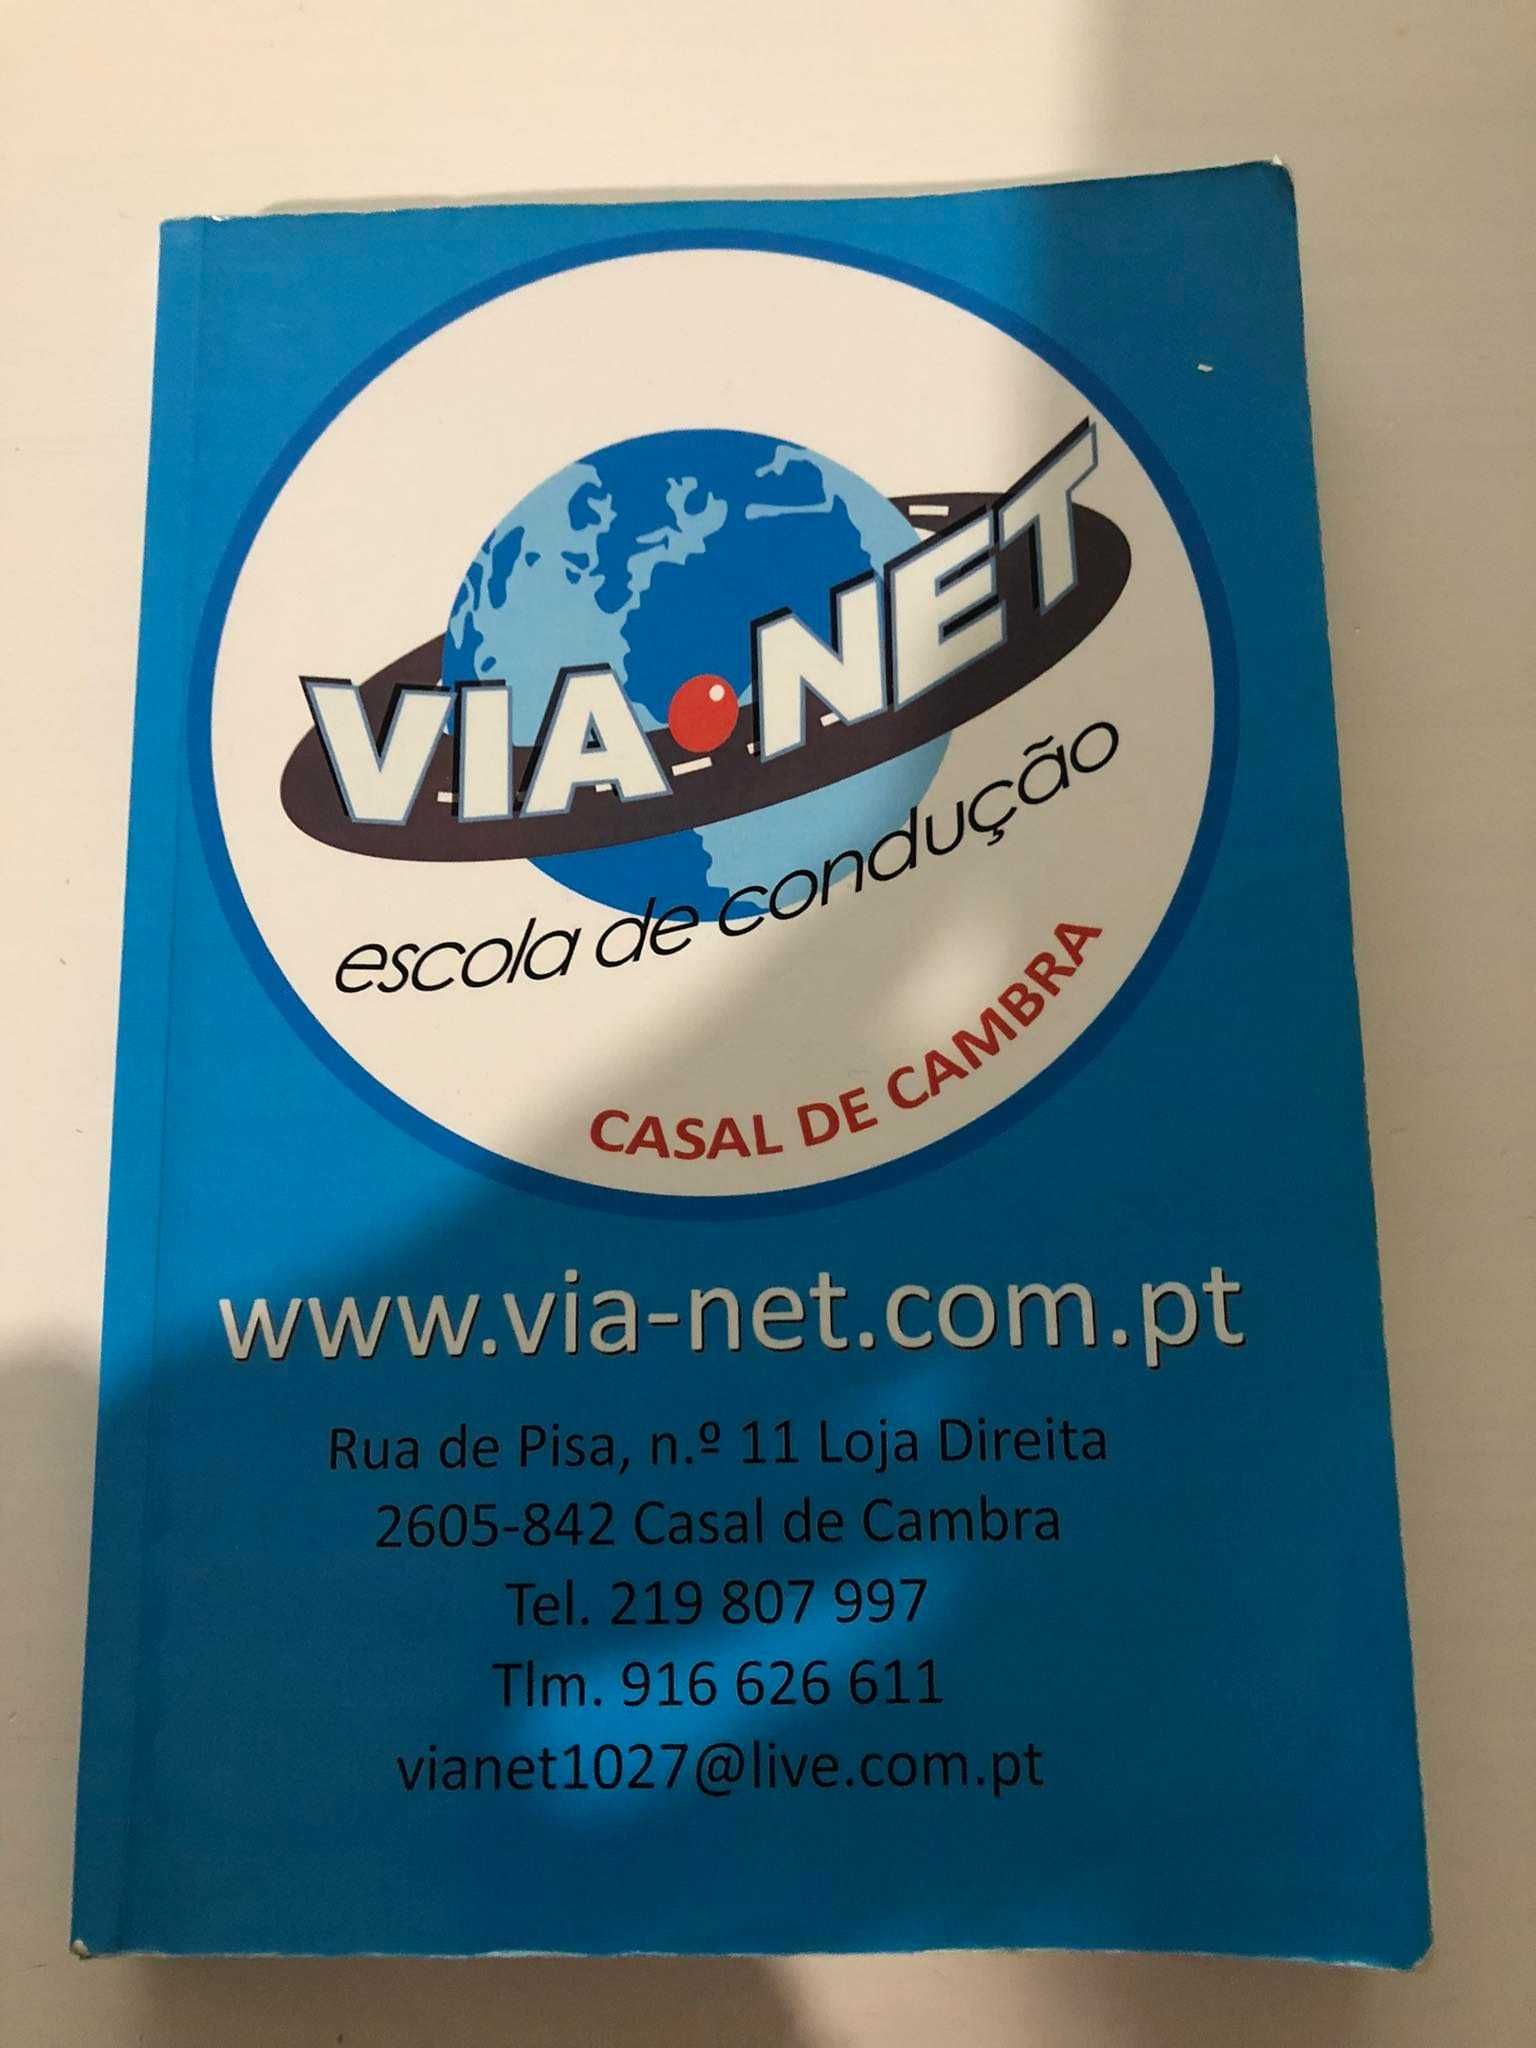 VIA•NET
escola de condução
CASAL DE CAMBRA
www.via-net.com.pt
Rua de Pisa, n.º 11 Loja Direita
2605-842 Casal de Cambra
Tel. 219 807 997
Tlm. 916 626 611
vianet1027@live.com.pt